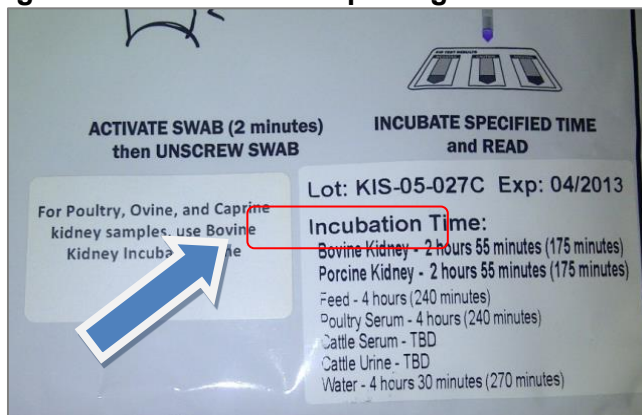 ACTIVATE SWAB (2 minutes)
then UNSCREW SWAB
INCUBATE SPECIFIED TIME
and READ
For Poultry, Ovine, and Caprine
kidney samples, use Bovine
Kidney
Lot: KIS-05-027C Exp: 04/2013
Incubation Time:
Bovine Kidney - 2 hours 55 minutes (175 minutes)
Porcine Kidney - 2 hours 55 minutes (175 minutes)
Feed - 4 hours (240 minutes)
Poultry Serum - 4 hours (240 minutes)
Cattle Serum - TBD
Cattle Urine - TBD
Water - 4 hours 30 minutes (270 minutes)